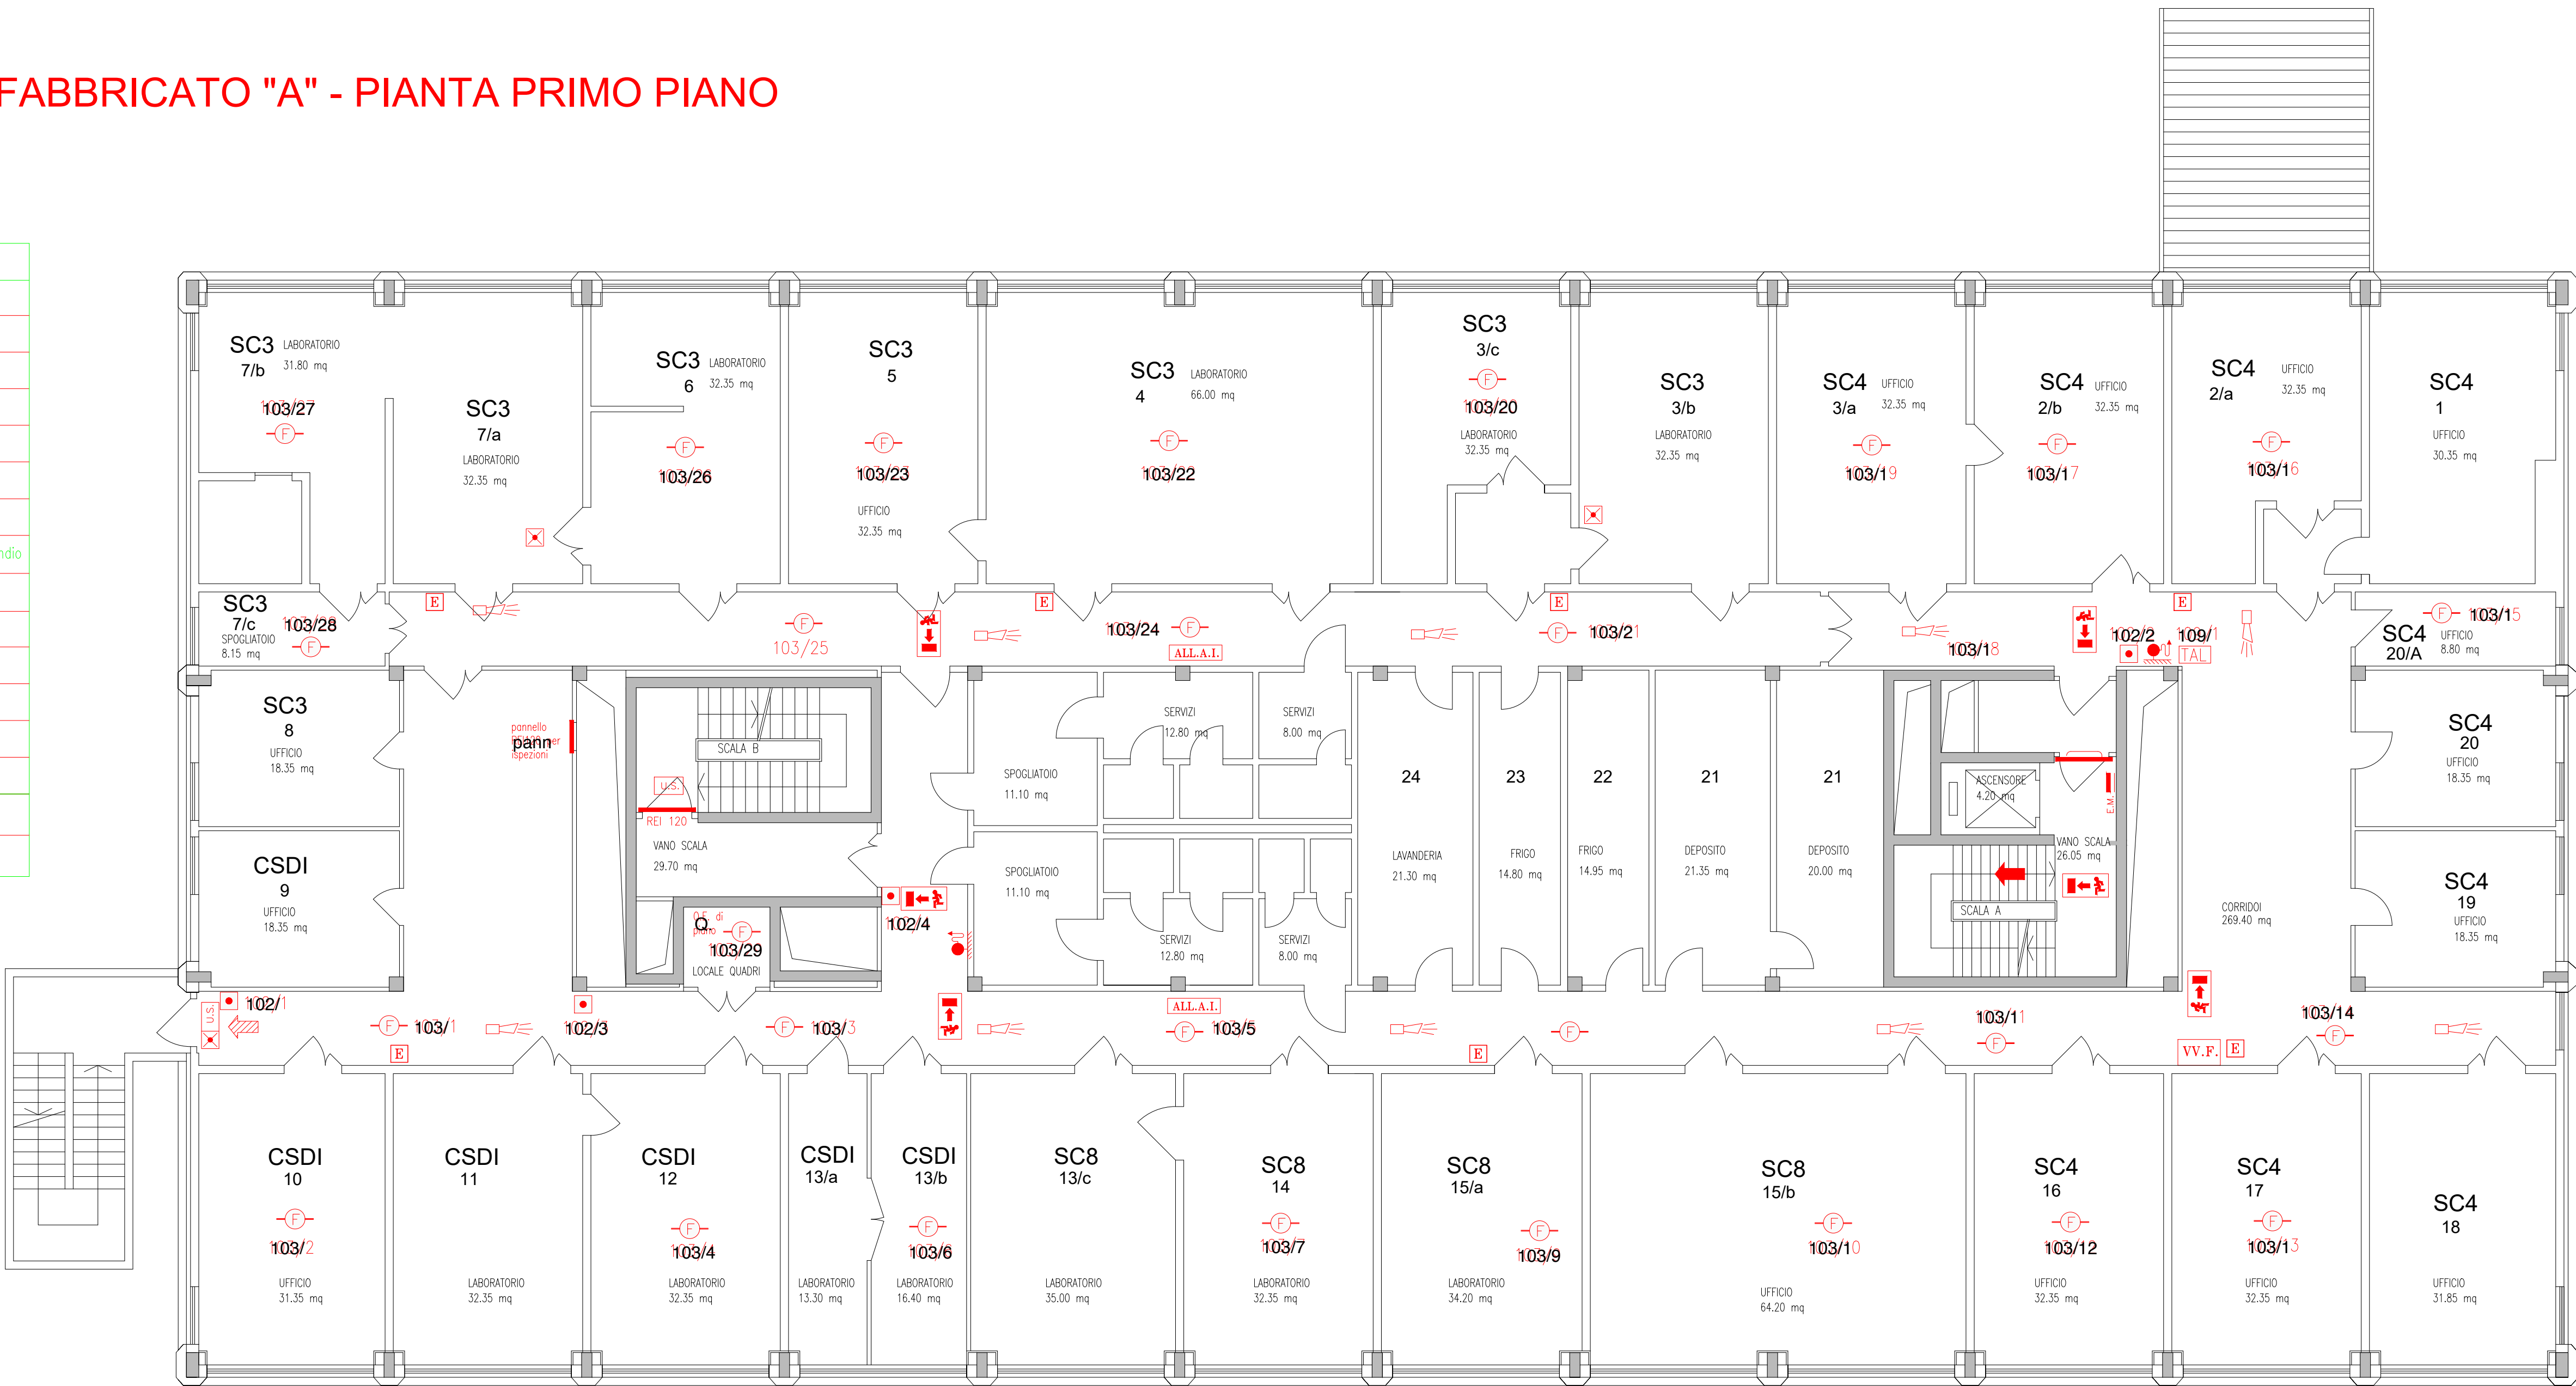 FABBRICATO "A" - PIANTA PRIMO PIANO
ndio
SC3
7/b
LABORATORIO
31.80 mq
103/27
F
SC3
7/a
LABORATORIO
32.35 mq
SC3
6
LABORATORIO
32.35 mq
F
103/26
SC3
5
F
103/23
UFFICIO
32.35 mq
SC3
4
LABORATORIO
66.00 mq
F
103/22
SC3
3/c
F
103/20
LABORATORIO
32.35 mq
SC3
3/b
LABORATORIO
32.35 mq
SC4
3/a
UFFICIO
32.35 mq
F
103/19
SC4
2/b
UFFICIO
32.35 mq
F
103/17
SC4
2/a
UFFICIO
32.35 mq
F
103/16
SC4
1
UFFICIO
30.35 mq
SC3
7/c
SPOGLIATOIO
8.15 mq
103/28
F
E
F
103/25
E
103/24
F
ALL.A.I.
E
F
103/2
103/18
102/2
109/1
TAL
E
F
103/15
SC4
20/A
UFFICIO
8.80 mq
SC3
8
UFFICIO
18.35 mq
pannello
REI120 per
ispezioni
pann
SCALA B
U.S.
REI 120
VANO SCALA
29.70 mq
SPOGLIATOIO
11.10 mq
SERVIZI
12.80 mq
SERVIZI
8.00 mq
24
LAVANDERIA
21.30 mq
23
FRIGO
14.80 mq
22
FRIGO
14.95 mq
21
DEPOSITO
21.35 mq
21
DEPOSITO
20.00 mq
ASCENSORE
4.20 mq
E.M.
VANO SCALA
26.05 mq
SCALA A
CORRIDOI
269.40 mq
SC4
20
UFFICIO
18.35 mq
SC4
19
UFFICIO
18.35 mq
CSDI
9
UFFICIO
18.35 mq
Q.E. di
piano
Q.
F
103/29
LOCALE QUADRI
102/4
SPOGLIATOIO
11.10 mq
SERVIZI
12.80 mq
SERVIZI
8.00 mq
U.S.
102/1
F
103/1
E
102/3
F
103/3
ALL.A.I.
F
103/5
E
F
103/11
F
VV.F.
E
103/14
F
CSDI
10
F
103/2
UFFICIO
31.35 mq
CSDI
11
LABORATORIO
32.35 mq
CSDI
12
F
103/4
LABORATORIO
32.35 mq
CSDI
13/a
LABORATORIO
13.30 mq
CSDI
13/b
F
103/6
LABORATORIO
16.40 mq
SC8
13/c
LABORATORIO
35.00 mq
SC8
14
F
103/7
LABORATORIO
32.35 mq
SC8
15/a
F
103/9
LABORATORIO
34.20 mq
SC8
15/b
F
103/10
UFFICIO
64.20 mq
SC4
16
F
103/12
UFFICIO
32.35 mq
SC4
17
F
103/13
UFFICIO
32.35 mq
SC4
18
UFFICIO
31.85 mq